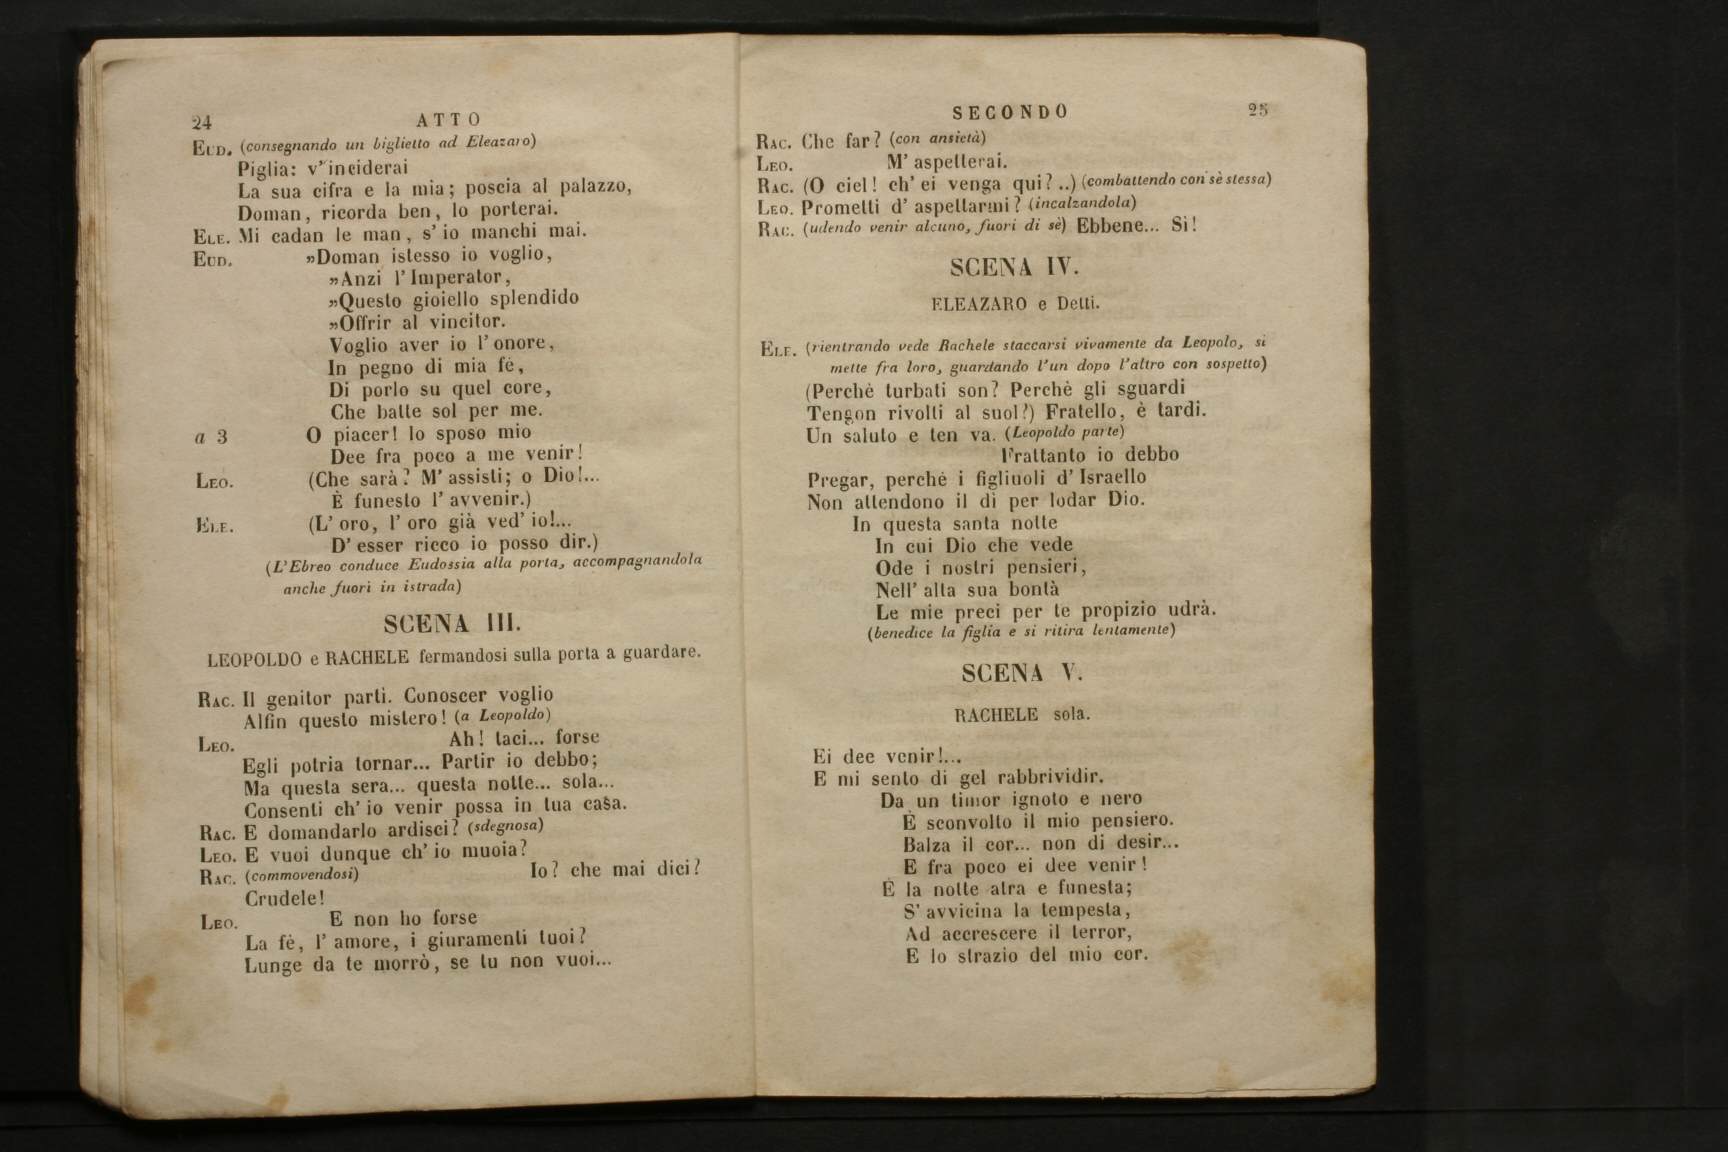 24 ATTO
EUD. (consegnando un biglietto ad Eleazaro)
Piglia: v'inciderai
La sua cifra e la mia; poscia al palazzo,
Doman, ricorda ben, lo porterai.
ELE. Mi cadan le man, s'io manchi mai.
EUD. »Doman istesso io voglio,
»Anzi l'Imperator,
»Questo gioiello splendido
»Offrir al vincitor.
Voglio aver io l'onore,
In pegno di mia fè,
Di porlo su quel core,
Che batte sol per me.
a 3 O piacer! lo sposo mio
Dee fra poco a me venir!
LEO. (Che sarà? M'assisti; o Dio!...
È funesto l'avvenir.)
ELE. (L'oro, l'oro già ved'io!...
D'esser ricco io posso dir.)
(L'Ebreo conduce Eudossia alla porta, accompagnandola
anche fuori in istrada)
SCENA III.
LEOPOLDO e RACHELE fermandosi sulla porta a guardare.
RAC. Il genitor partì. Conoscer voglio
Alfin questo mistero! (a Leopoldo)
LEO. Ah! taci... forse
Egli potria tornar... Partir io debbo;
Ma questa sera... questa notte... sola...
Consenti ch'io venir possa in tua casa.
RAC. E domandarlo ardisci? (sdegnosa)
LEO. E vuoi dunque ch'io muoia?
RAC. (commovendosi) Io? che mai dici?
Crudele!
LEO. E non ho forse
La fè, l'amore, i giuramenti tuoi?
Lunge da te morrò, se tu non vuoi...
SECONDO 25
RAC. Che far? (con ansietà)
LEO. M'aspetterai.
RAC. (O ciel! ch'ei venga qui?..) (combattendo con sè stessa)
LEO. Prometti d'aspettarmi? (incalzandola)
RAC. (udendo venir alcuno, fuori di sè) Ebbene... Sì!
SCENA IV.
ELEAZARO e Detti.
ELE. (rientrando vede Rachele staccarsi vivamente da Leopolo, si
mette fra loro, guardando l'un dopo l'altro con sospetto)
(Perchè turbati son? Perchè gli sguardi
Tengon rivolti al suol?) Fratello, è tardi.
Un saluto e ten va. (Leopoldo parte)
Frattanto io debbo
Pregar, perchè i figliuoli d'Israello
Non attendono il dì per lodar Dio.
In questa santa notte
In cui Dio che vede
Ode i nostri pensieri,
Nell'alta sua bontà
Le mie preci per te propizio udrà.
(benedice la figlia e si ritira lentamente)
SCENA V.
RACHELE sola.
Ei dee venir!...
E mi sento di gel rabbrividir.
Da un timor ignoto e nero
È sconvolto il mio pensiero.
Balza il cor... non di desir...
E fra poco ei dee venir!
È la notte atra e funesta;
S'avvicina la tempesta,
Ad accrescere il terror,
E lo strazio del mio cor.